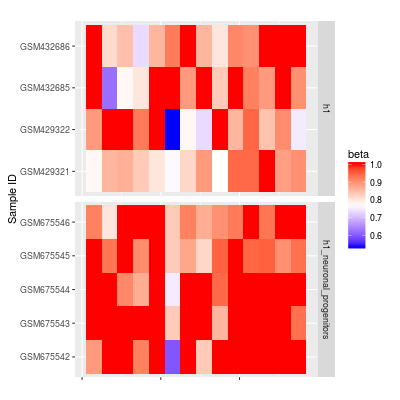 GSM432686
GSM432685
GSM429322
GSM429321
h1
GSM675546
GSM675545
GSM675544
GSM675543
GSM675542
h1_neuronal_progenitors
Sample ID
beta
1.0
0.9
0.8
0.7
0.6